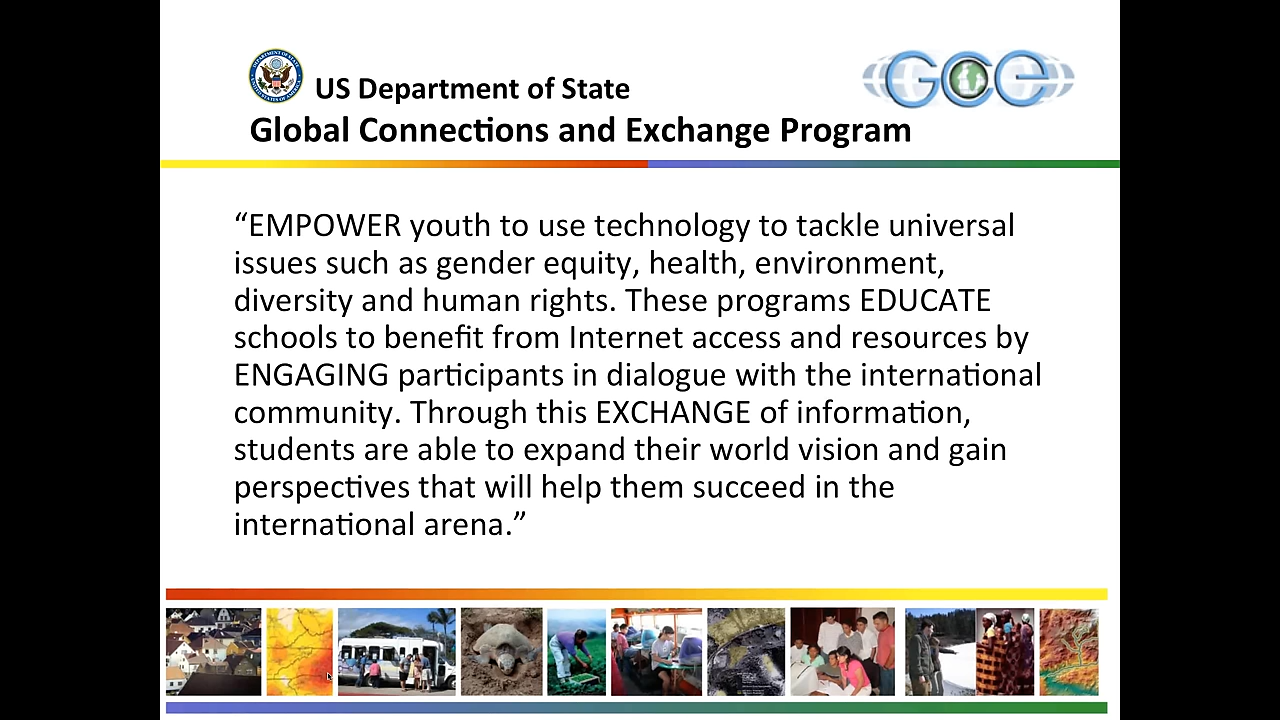 US Department of State
GCE
Global Connections and Exchange Program
“EMPOWER youth to use technology to tackle universal
issues such as gender equity, health, environment,
diversity and human rights. These programs EDUCATE
schools to benefit from Internet access and resources by
ENGAGING participants in dialogue with the international
community. Through this EXCHANGE of information,
students are able to expand their world vision and gain
perspectives that will help them succeed in the
international arena.”